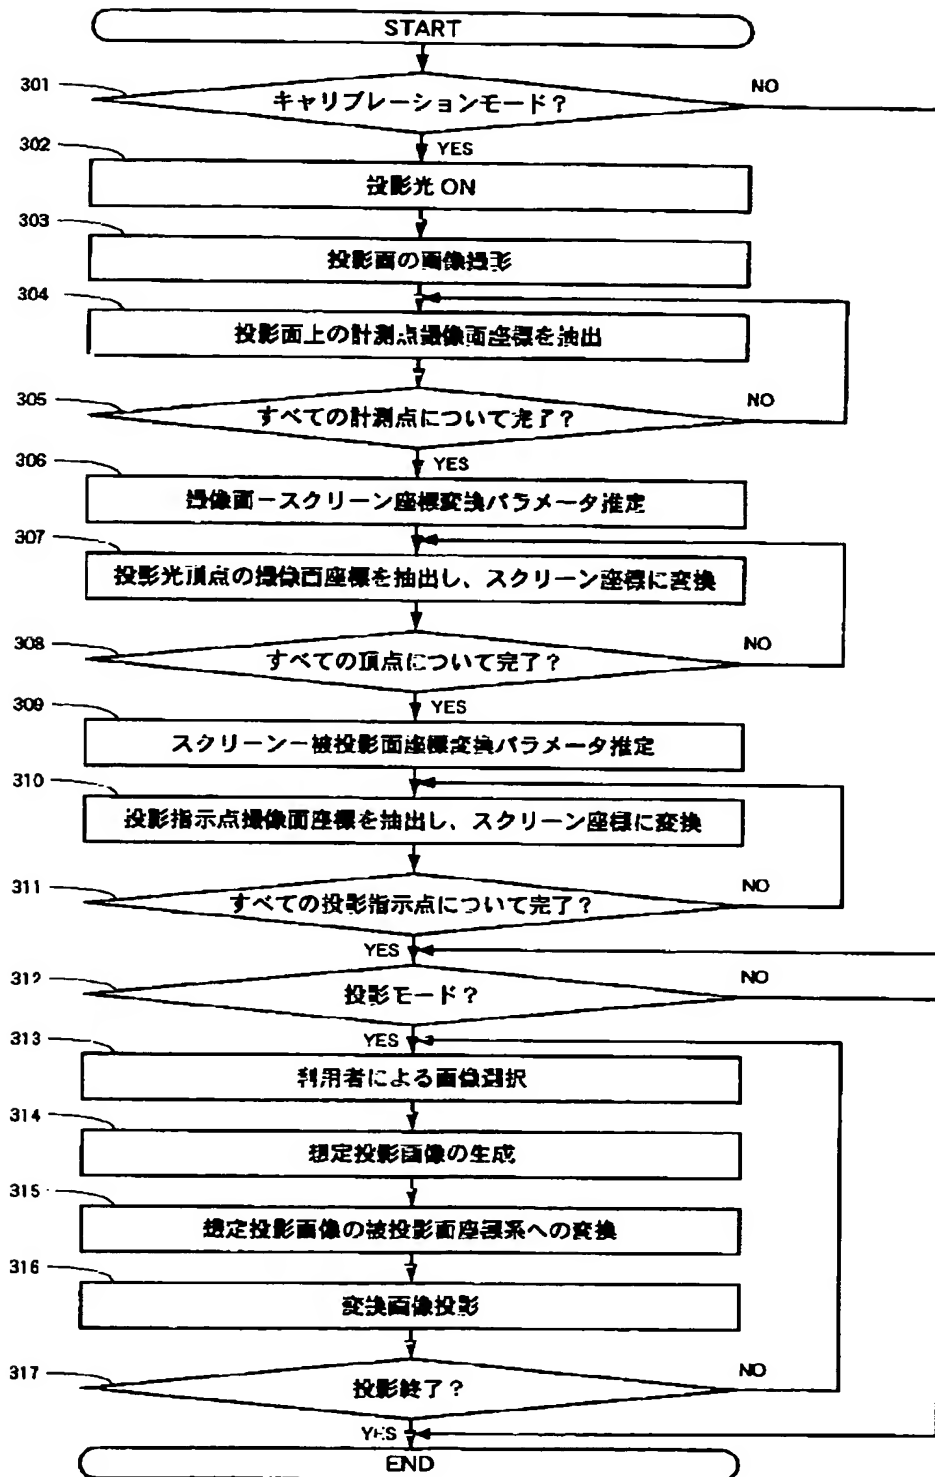 START
301
キャリブレーションモード?
NO
YES
302
投影光 ON
303
投影面の画像撮影
304
投影面上の計測点撮像面座標を抽出
305
すべての計測点について完了?
NO
YES
306
撮像面−スクリーン座標変換パラメータ推定
307
投影光頂点の撮像面座標を抽出し、スクリーン座標に変換
308
すべての頂点について完了?
NO
YES
309
スクリーン−被投影面座標変換パラメータ推定
310
投影指示点撮像面座標を抽出し、スクリーン座標に変換
311
すべての投影指示点について完了?
NO
YES
312
投影モード?
NO
YES
313
利用者による画像選択
314
想定投影画像の生成
315
想定投影画像の被投影面座標系への変換
316
変換画像投影
317
投影終了?
NO
YES
END